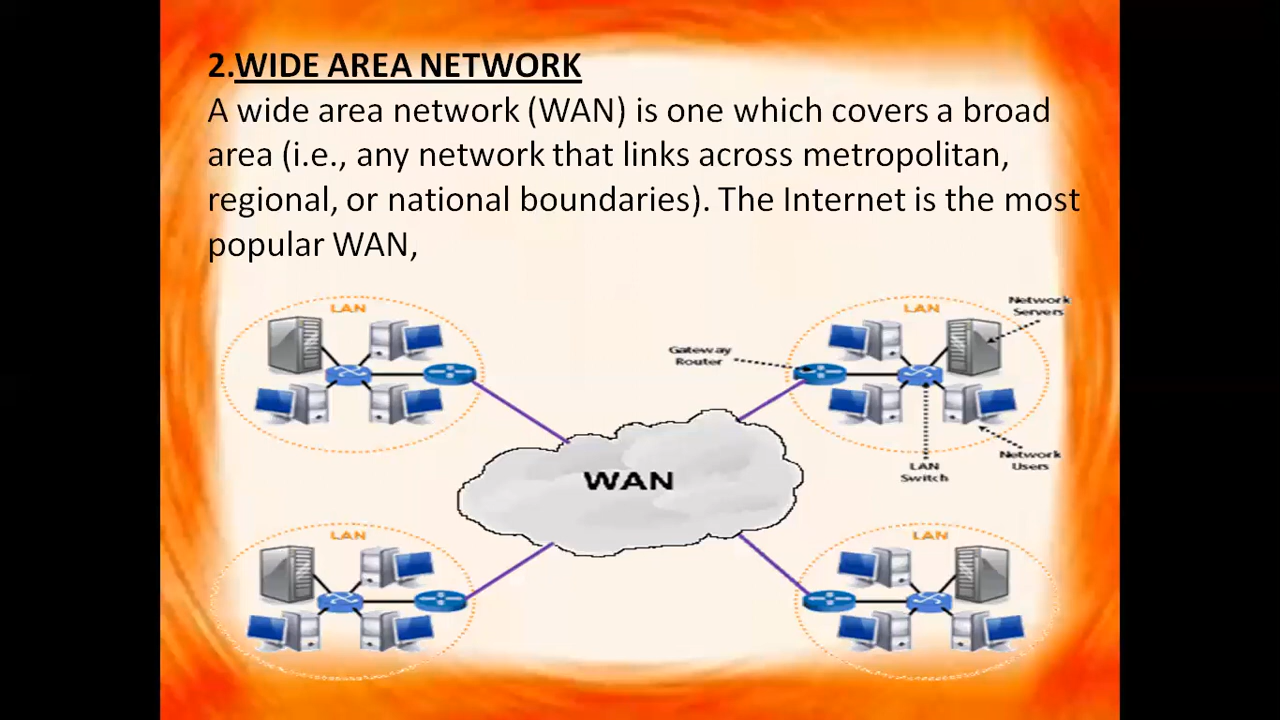 2.WIDE AREA NETWORK
A wide area network (WAN) is one which covers a broad
area (i.e., any network that links across metropolitan,
regional, or national boundaries). The Internet is the most
popular WAN,
LAN
LAN
Network
Servers
Gateway
Router
Network
Users
LAN
Switch
WAN
LAN
LAN